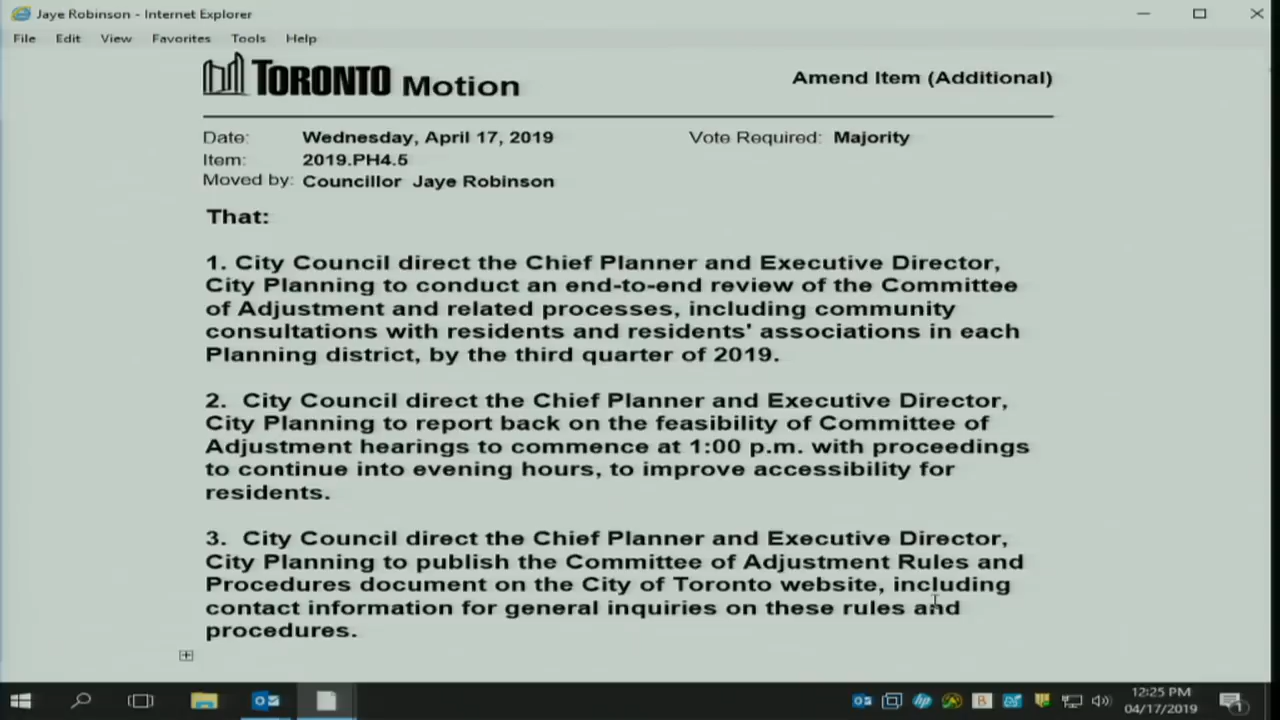 Jaye Robinson - Internet Explorer
File Edit View Favorites Tools Help
TORONTO Motion
Amend Item (Additional)
Date: Wednesday, April 17, 2019
Vote Required: Majority
Item: 2019.PH4.5
Moved by: Councillor Jaye Robinson
That:
1. City Council direct the Chief Planner and Executive Director,
City Planning to conduct an end-to-end review of the Committee
of Adjustment and related processes, including community
consultations with residents and residents' associations in each
Planning district, by the third quarter of 2019.
2. City Council direct the Chief Planner and Executive Director,
City Planning to report back on the feasibility of Committee of
Adjustment hearings to commence at 1:00 p.m. with proceedings
to continue into evening hours, to improve accessibility for
residents.
3. City Council direct the Chief Planner and Executive Director,
City Planning to publish the Committee of Adjustment Rules and
Procedures document on the City of Toronto website, including
contact information for general inquiries on these rules and
procedures.
12:25 PM
04/17/2019